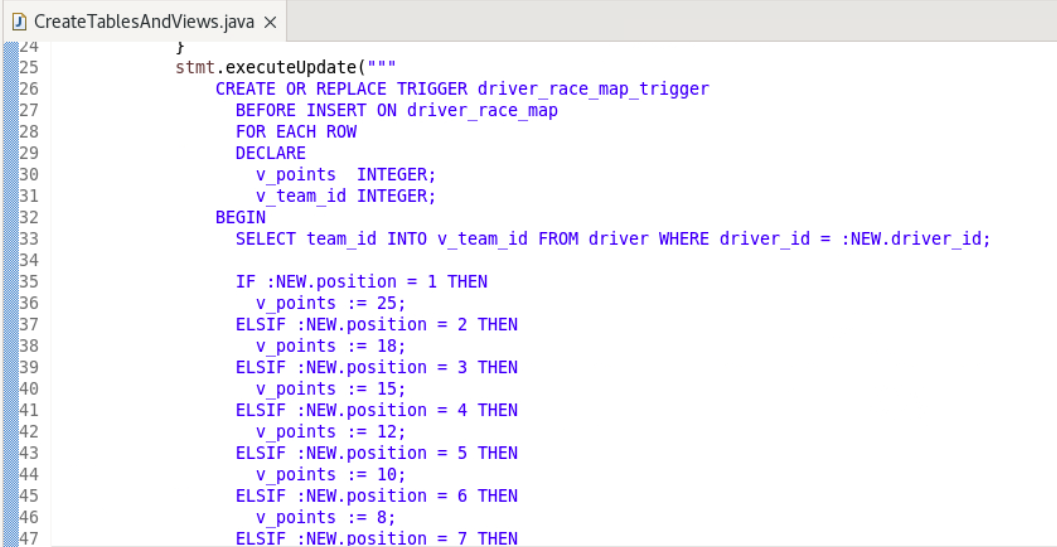 CreateTablesAndViews.java ×
24 }
25 stmt.executeUpdate("""
26 CREATE OR REPLACE TRIGGER driver_race_map_trigger
27 BEFORE INSERT ON driver_race_map
28 FOR EACH ROW
29 DECLARE
30 v_points  INTEGER;
31 v_team_id INTEGER;
32 BEGIN
33 SELECT team_id INTO v_team_id FROM driver WHERE driver_id = :NEW.driver_id;
34
35 IF :NEW.position = 1 THEN
36 v_points := 25;
37 ELSIF :NEW.position = 2 THEN
38 v_points := 18;
39 ELSIF :NEW.position = 3 THEN
40 v_points := 15;
41 ELSIF :NEW.position = 4 THEN
42 v_points := 12;
43 ELSIF :NEW.position = 5 THEN
44 v_points := 10;
45 ELSIF :NEW.position = 6 THEN
46 v_points := 8;
47 ELSIF :NEW.position = 7 THEN